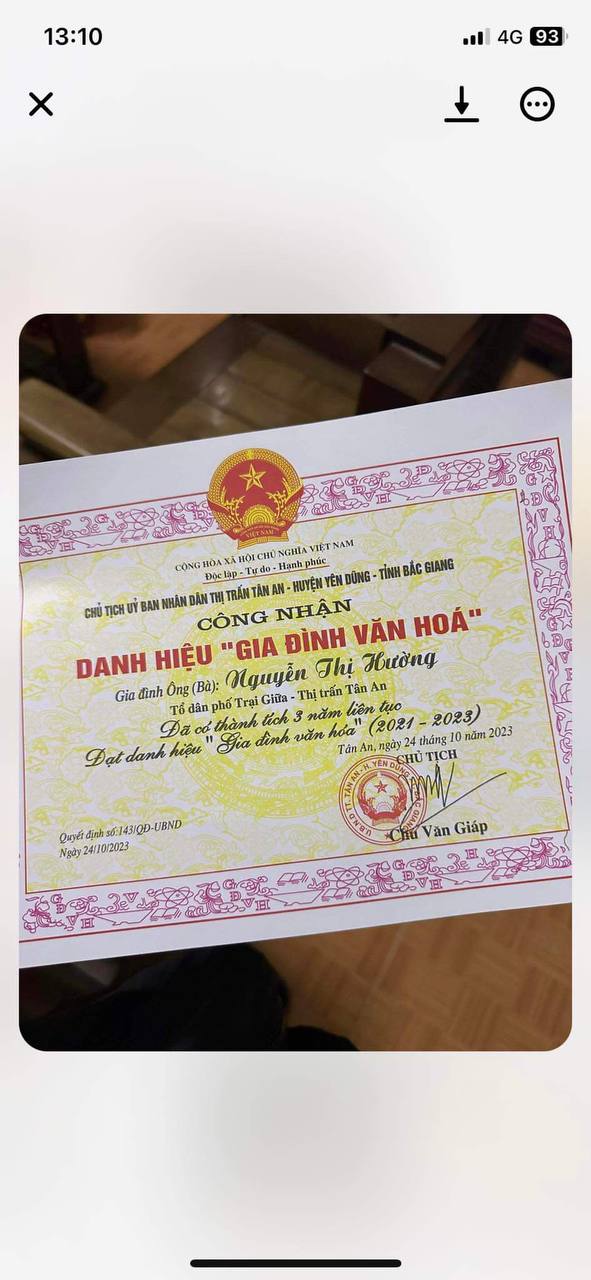 13:10
4G 93
VIỆT NAM
CỘNG HÒA XÃ HỘI CHỦ NGHĨA VIỆT NAM
Độc lập - Tự do - Hạnh phúc
CHỦ TỊCH UỶ BAN NHÂN DÂN THỊ TRẤN TÂN AN - HUYỆN YÊN DŨNG - TỈNH BẮC GIANG
CÔNG NHẬN
DANH HIỆU "GIA ĐÌNH VĂN HOÁ"
Gia đình Ông (Bà): Nguyễn Thị Hường
Tổ dân phố Trại Giữa - Thị trấn Tân An
Đã có thành tích 3 năm liên tục
Đạt danh hiệu "Gia đình văn hóa" (2021 - 2023)
Tân An, ngày 24 tháng 10 năm 2023
CHỦ TỊCH
U.B.N.D TT. TÂN AN - H. YÊN DŨNG
Chu Văn Giáp
Quyết định số:143/QĐ-UBND
Ngày 24/10/2023